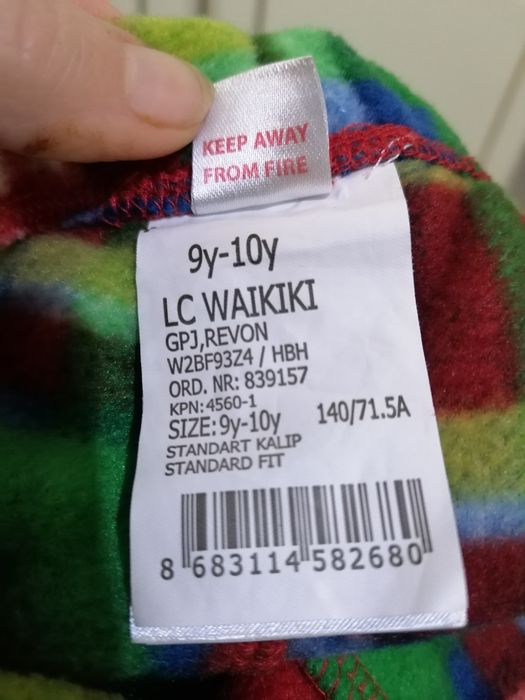 KEEP AWAY
FROM FIRE
9y-10y
LC WAIKIKI
GPJ,REVON
W2BF93Z4 / HBH
ORD. NR: 839157
KPN: 4560-1
SIZE: 9y-10y 140/71.5A
STANDART KALIP
STANDARD FIT
8 683114 582680